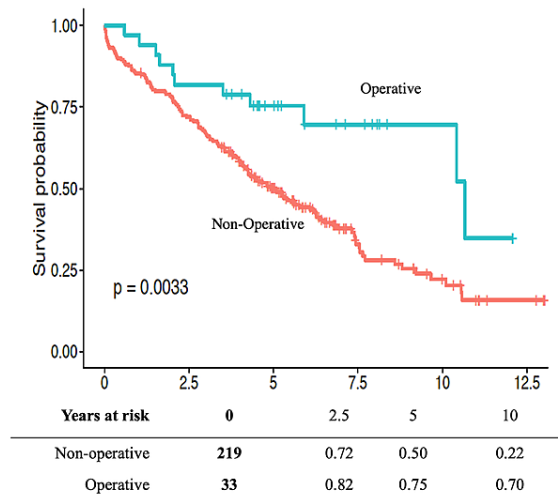 1.00
Operative
0.75
Survival probability
0.50
Non-Operative
0.25
p = 0.0033
0.00
0 2.5 5 7.5 10 12.5
Years at risk 0 2.5 5 10
Non-operative 219 0.72 0.50 0.22
Operative 33 0.82 0.75 0.70